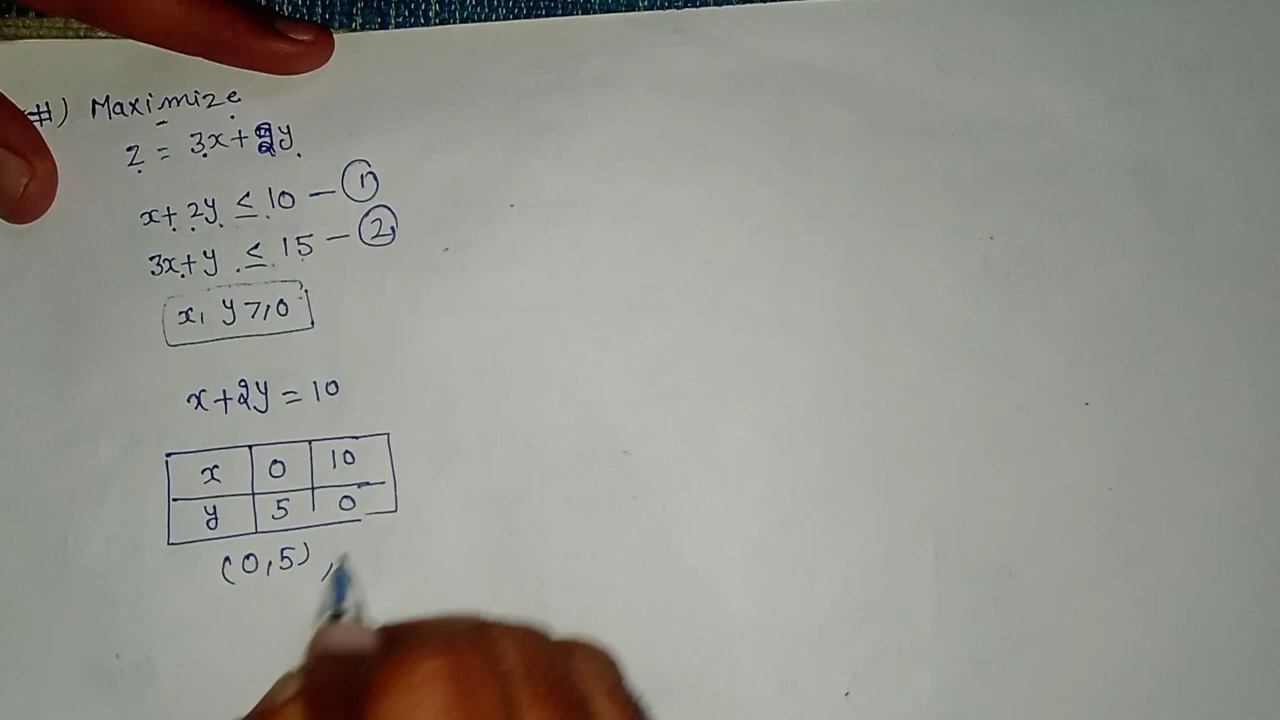 #) Maximize
Z = 3x + 2y
x + 2y ≤ 10 — ①
3x + y ≤ 15 — ②
x, y ≥ 0
x + 2y = 10
x 0 10
y 5 0
(0,5) ,